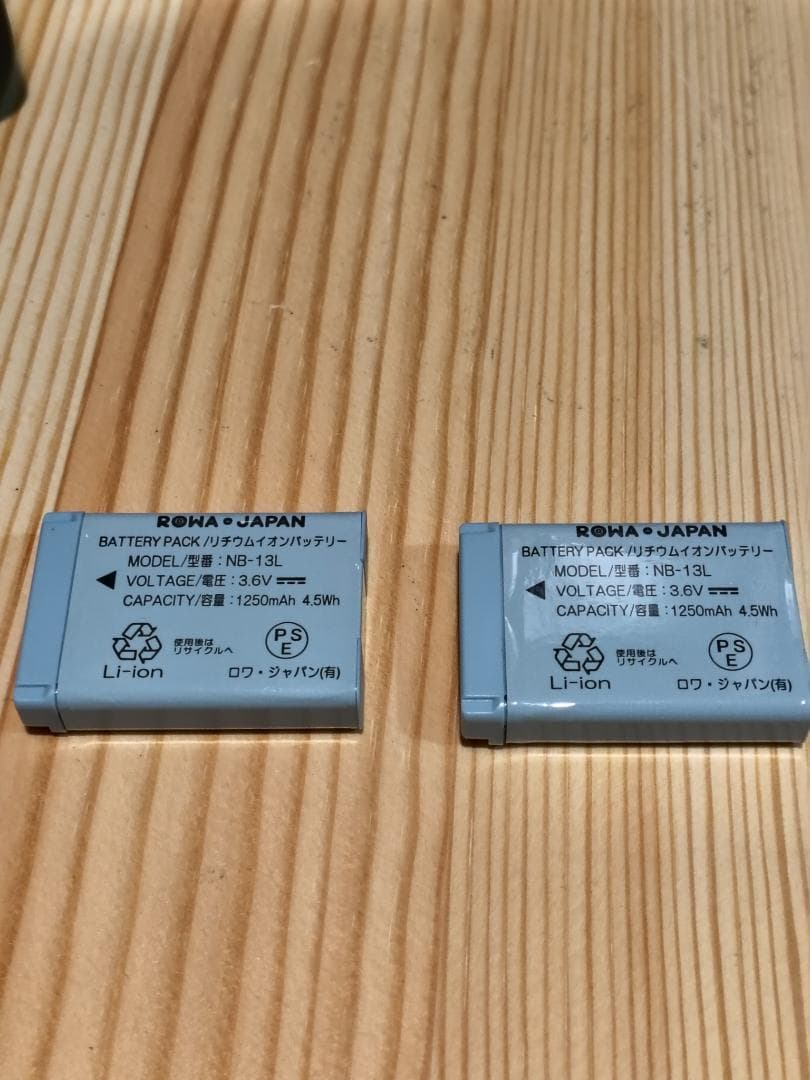 ROWA JAPAN
BATTERY PACK/リチウムイオンバッテリー
MODEL/型番：NB-13L
VOLTAGE/電圧：3.6V
CAPACITY/容量：1250mAh 4.5Wh
使用後は
リサイクルへ
Li-ion
PSE
ロワ・ジャパン(有)
ROWA JAPAN
BATTERY PACK/リチウムイオンバッテリー
MODEL/型番：NB-13L
VOLTAGE/電圧：3.6V
CAPACITY/容量：1250mAh 4.5Wh
使用後は
リサイクルへ
Li-ion
PSE
ロワ・ジャパン(有)